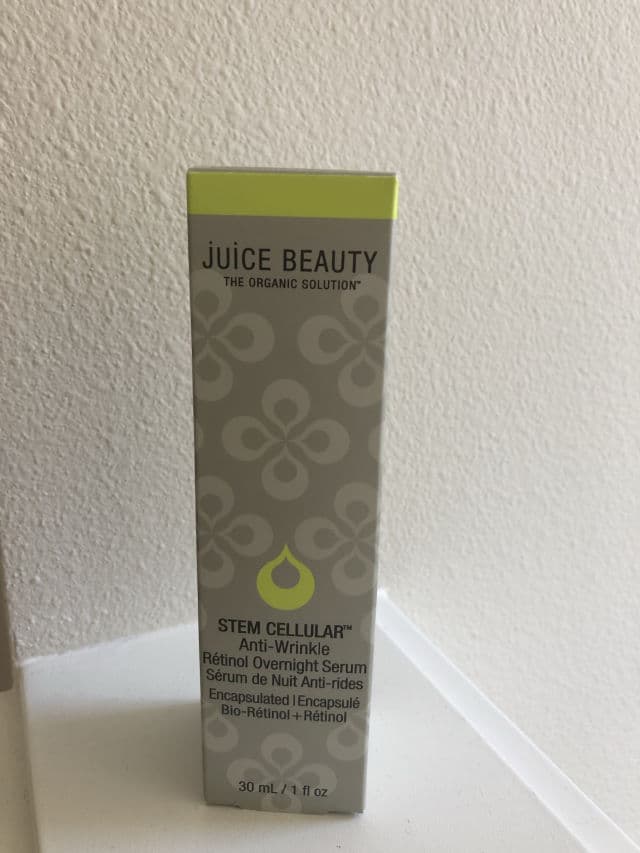 jUiCE BEAUTY
THE ORGANIC SOLUTION™
STEM CELLULAR™
Anti-Wrinkle
Rétinol Overnight Serum
Sérum de Nuit Anti-rides
Encapsulated | Encapsulé
Bio-Rétinol + Rétinol
30 mL / 1 fl oz